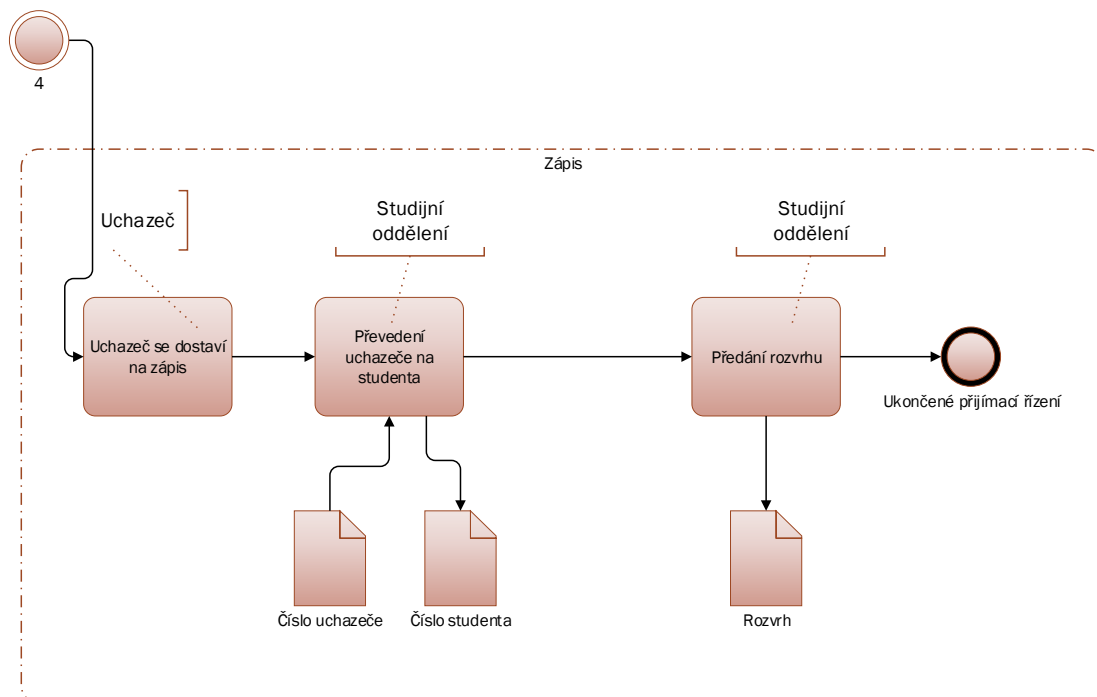 4
Zápis
Uchazeč
Studijní
oddělení
Studijní
oddělení
Uchazeč se dostaví
na zápis
Převedení
uchazeče na
studenta
Předání rozvrhu
Ukončené přijímací řízení
Číslo uchazeče
Číslo studenta
Rozvrh